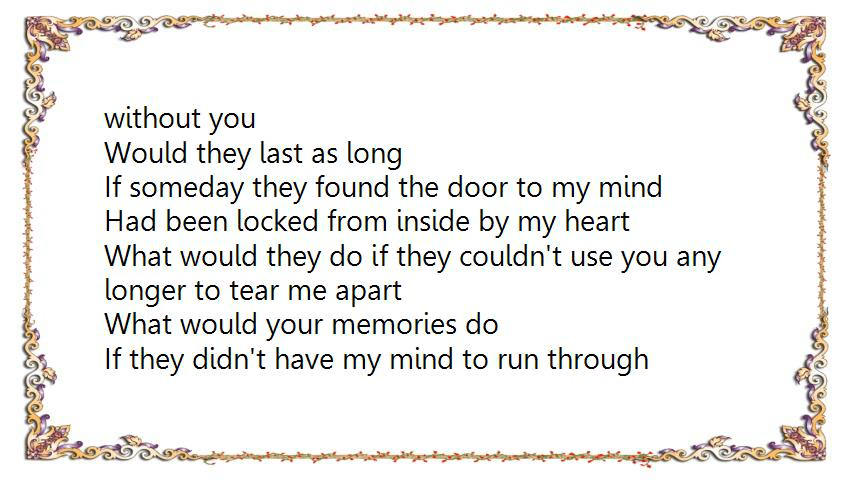 without you
Would they last as long
If someday they found the door to my mind
Had been locked from inside by my heart
What would they do if they couldn't use you any
longer to tear me apart
What would your memories do
If they didn't have my mind to run through